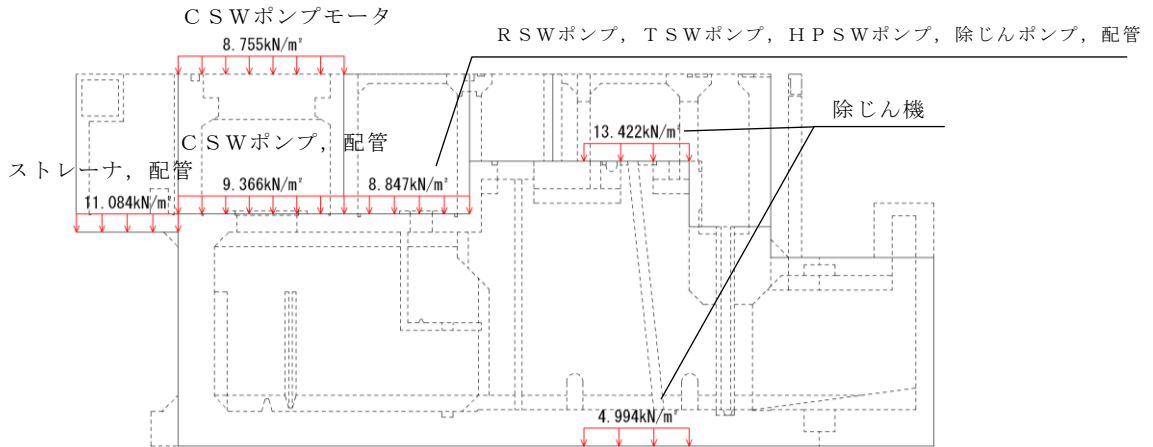 ＣＳＷポンプモータ
8.755kN/㎡
ＲＳＷポンプ，ＴＳＷポンプ，ＨＰＳＷポンプ，除じんポンプ，配管
除じん機
13.422kN/㎡
ＣＳＷポンプ，配管
ストレーナ，配管
11.084kN/㎡
9.366kN/㎡
8.847kN/㎡
4.994kN/㎡